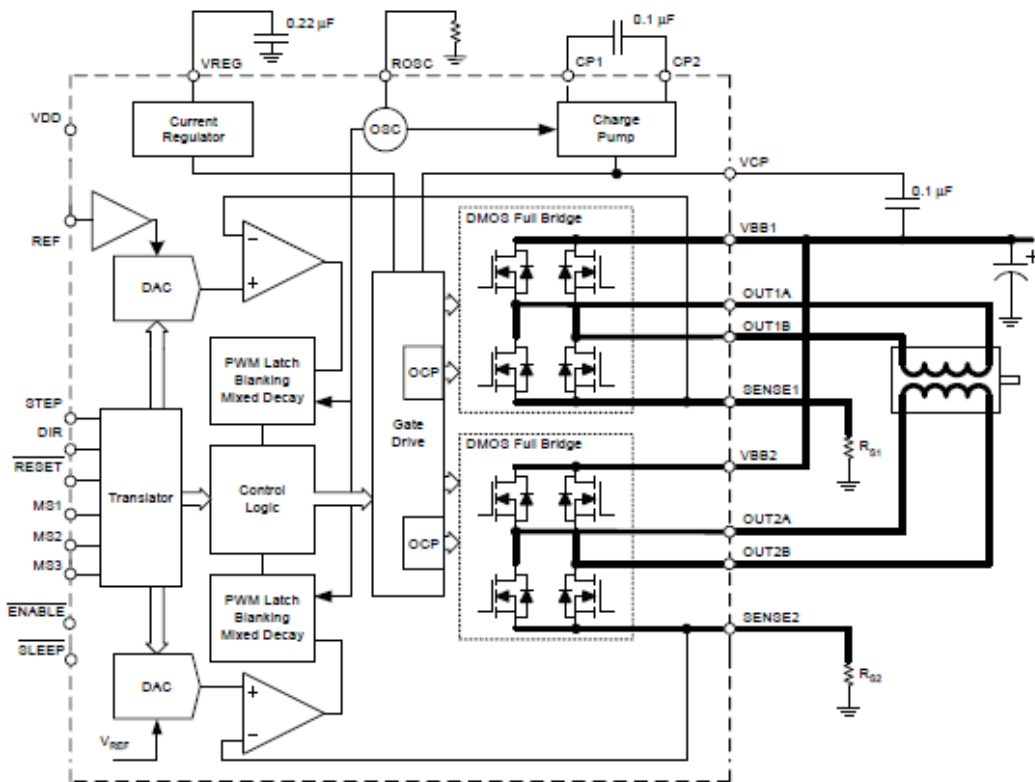 0.22 µF
0.1 µF
VREG
ROSC
CP1
CP2
VDD
Current
Regulator
OSC
Charge
Pump
VCP
0.1 µF
REF
DMOS Full Bridge
VBB1
+
−
+
DAC
OUT1A
OUT1B
PWM Latch
Blanking
Mixed Decay
OCP
SENSE1
STEP
DIR
RESET
MS1
MS2
MS3
Translator
Control
Logic
Gate
Drive
DMOS Full Bridge
RS1
VBB2
OUT2A
OUT2B
OCP
PWM Latch
Blanking
Mixed Decay
ENABLE
SLEEP
SENSE2
DAC
+
−
RS2
VREF